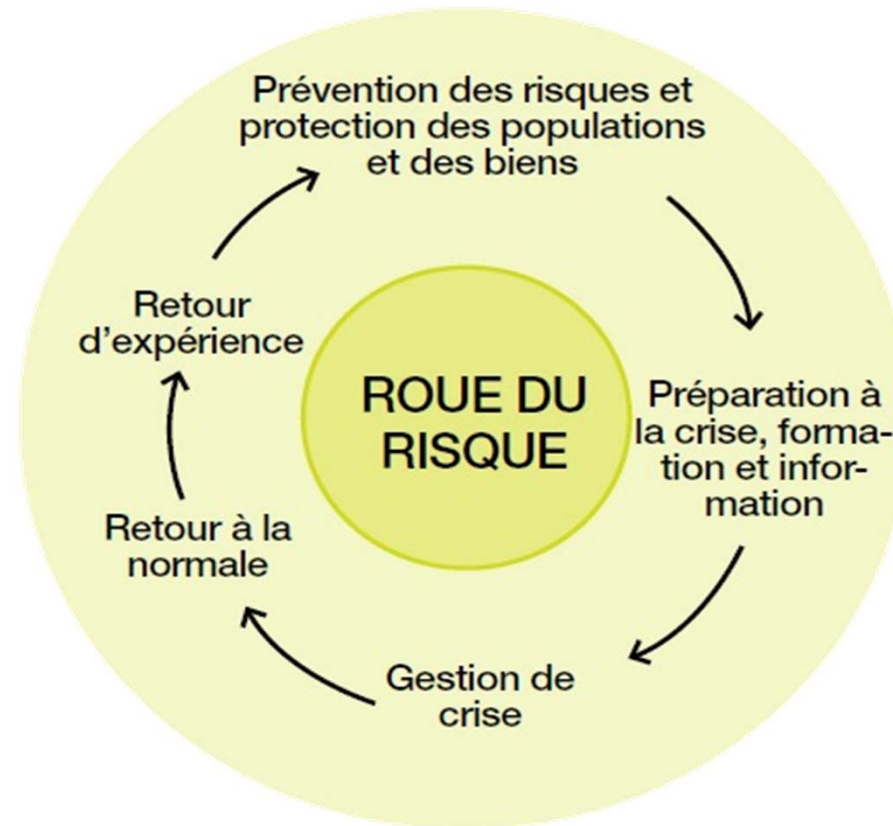 Prévention des risques et
protection des populations
et des biens
Préparation à
la crise, forma-
tion et infor-
mation
Gestion de
crise
Retour à la
normale
Retour
d’expérience
ROUE DU
RISQUE